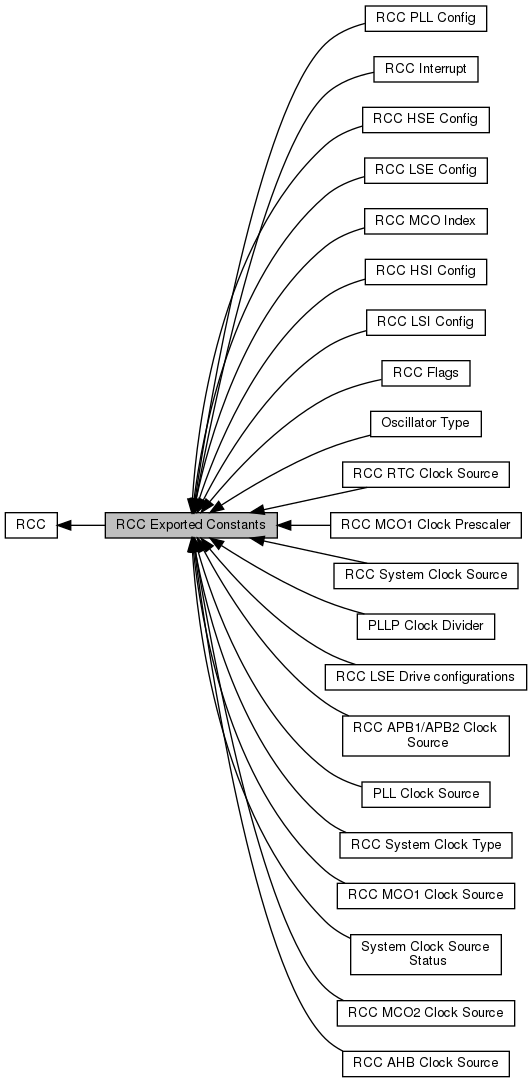 RCC PLL Config
RCC Interrupt
RCC HSE Config
RCC LSE Config
RCC MCO Index
RCC HSI Config
RCC LSI Config
RCC Flags
Oscillator Type
RCC RTC Clock Source
RCC
RCC Exported Constants
RCC MCO1 Clock Prescaler
RCC System Clock Source
PLLP Clock Divider
RCC LSE Drive configurations
RCC APB1/APB2 Clock
Source
PLL Clock Source
RCC System Clock Type
RCC MCO1 Clock Source
System Clock Source
Status
RCC MCO2 Clock Source
RCC AHB Clock Source